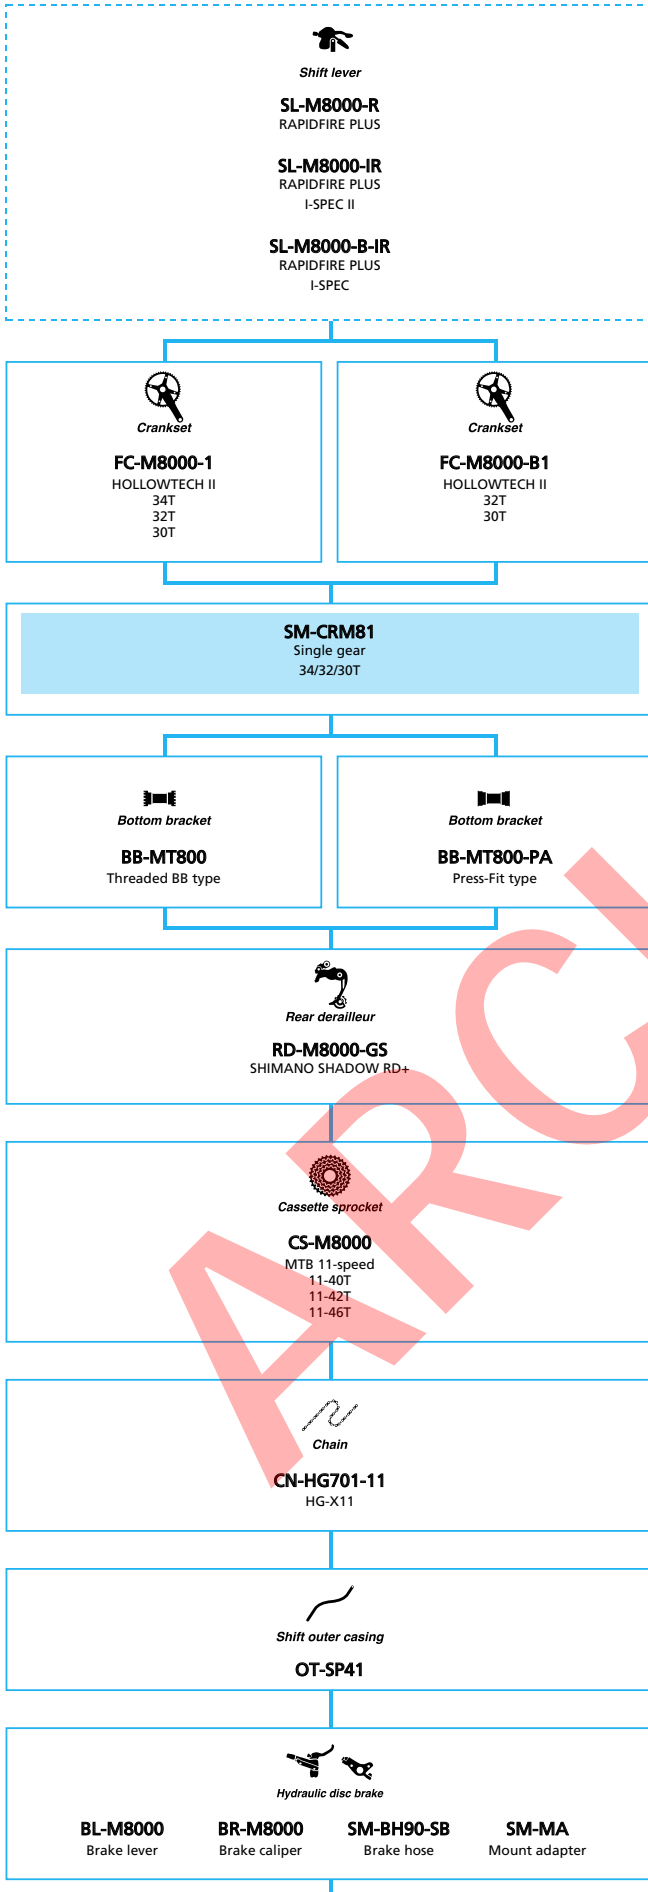 Shift lever
SL-M8000-R
RAPIDFIRE PLUS
SL-M8000-IR
RAPIDFIRE PLUS
I-SPEC II
SL-M8000-B-IR
RAPIDFIRE PLUS
I-SPEC
Crankset
FC-M8000-1
HOLLOWTECH II
34T
32T
30T
Crankset
FC-M8000-B1
HOLLOWTECH II
32T
30T
SM-CRM81
Single gear
34/32/30T
Bottom bracket
BB-MT800
Threaded BB type
Bottom bracket
BB-MT800-PA
Press-Fit type
Rear derailleur
RD-M8000-GS
SHIMANO SHADOW RD+
Cassette sprocket
CS-M8000
MTB 11-speed
11-40T
11-42T
11-46T
Chain
CN-HG701-11
HG-X11
Shift outer casing
OT-SP41
Hydraulic disc brake
BL-M8000
Brake lever
BR-M8000
Brake caliper
SM-BH90-SB
Brake hose
SM-MA
Mount adapter